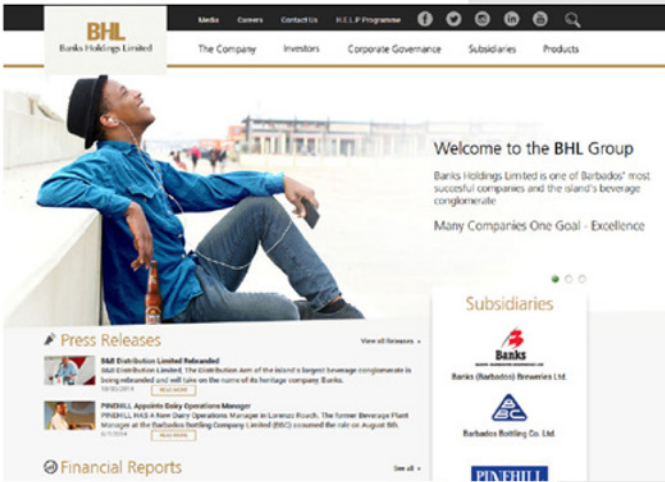 Media Careers Contact Us H.E.L.P Programme
BHL
Banks Holdings Limited
The Company Investors Corporate Governance Subsidiaries Products
Welcome to the BHL Group
Banks Holdings Limited is one of Barbados' most
succesful companies and the island's beverage
conglomerate
Many Companies One Goal - Excellence
Press Releases
View all Releases »
B&B Distribution Limited Rebranded
B&B Distribution Limited, The Distribution Arm of the island's largest beverage conglomerate is
being rebranded and will take on the name of its heritage company, Banks.
READ MORE
PINEHILL Appoints Dairy Operations Manager
PINEHILL HAS A New Dairy Operations Manager in Lorenzo Roach. The former Beverage Plant
Manager at the Barbados Bottling Company Limited (BBC) assumed the role on August 8th.
READ MORE
Financial Reports
See all »
Subsidiaries
Banks
Banks (Barbados) Breweries Ltd.
BBC
Barbados Bottling Co. Ltd.
PINEHILL